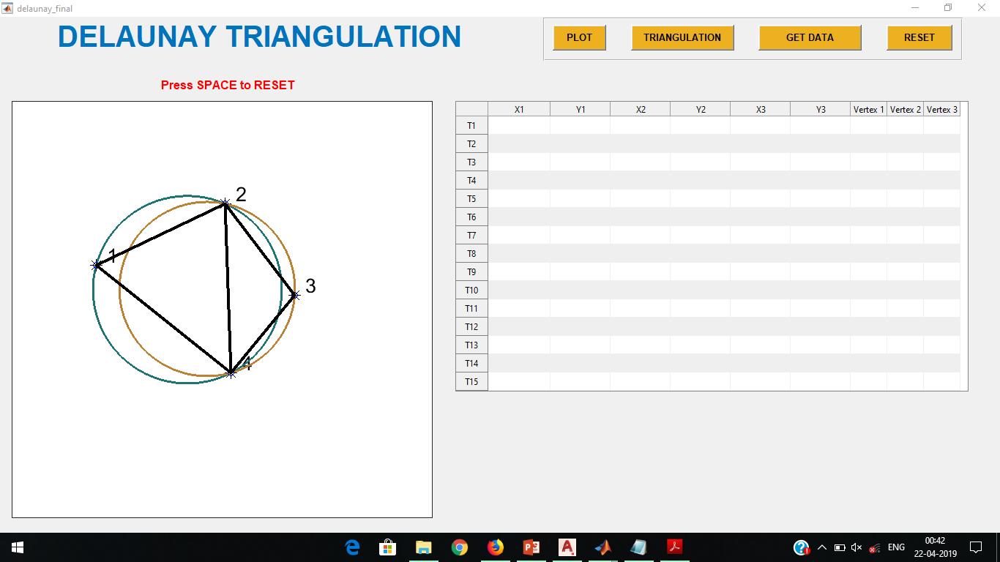 delaunay_final
DELAUNAY TRIANGULATION
PLOT TRIANGULATION GET DATA RESET
Press SPACE to RESET
X1 Y1 X2 Y2 X3 Y3 Vertex 1 Vertex 2 Vertex 3
T1
T2
T3
T4
T5
T6
T7
T8
T9
T10
T11
T12
T13
T14
T15
2
1
3
4
ENG
00:42
22-04-2019